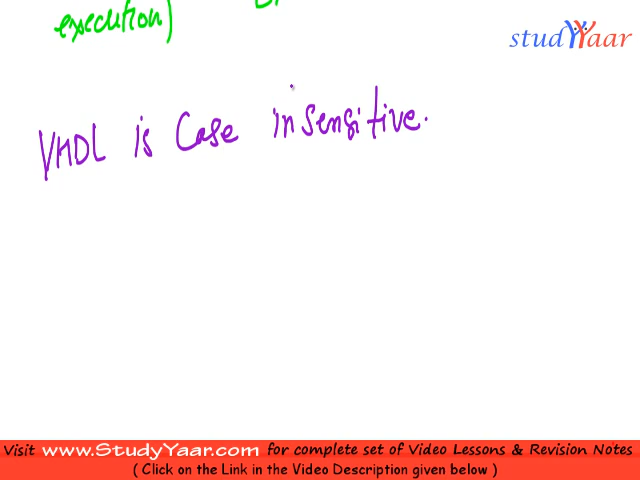 execution)
studYYaar
VHDL is Case insensitive.
Visit www.StudyYaar.com for complete set of Video Lessons & Revision Notes
( Click on the Link in the Video Description given below )